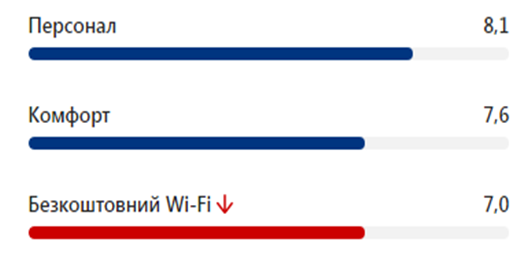 Персонал 8,1
Комфорт 7,6
Безкоштовний Wi-Fi ↓ 7,0